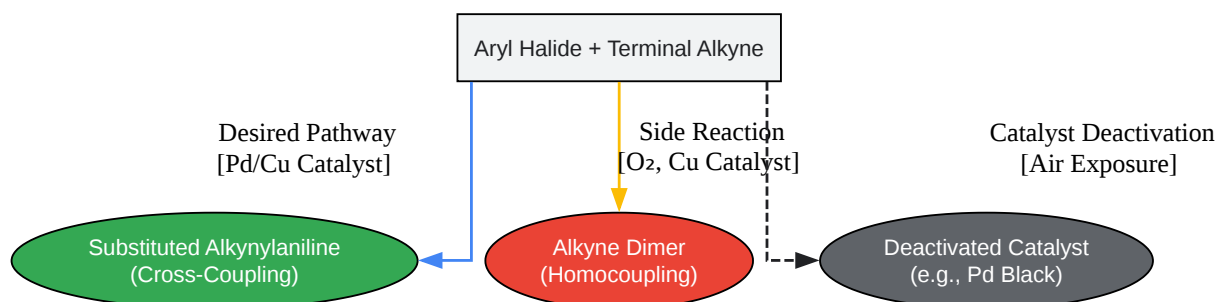 Aryl Halide + Terminal Alkyne
Desired Pathway
[Pd/Cu Catalyst]
Side Reaction
[O₂, Cu Catalyst]
Catalyst Deactivation
[Air Exposure]
Substituted Alkynylaniline
(Cross-Coupling)
Alkyne Dimer
(Homocoupling)
Deactivated Catalyst
(e.g., Pd Black)